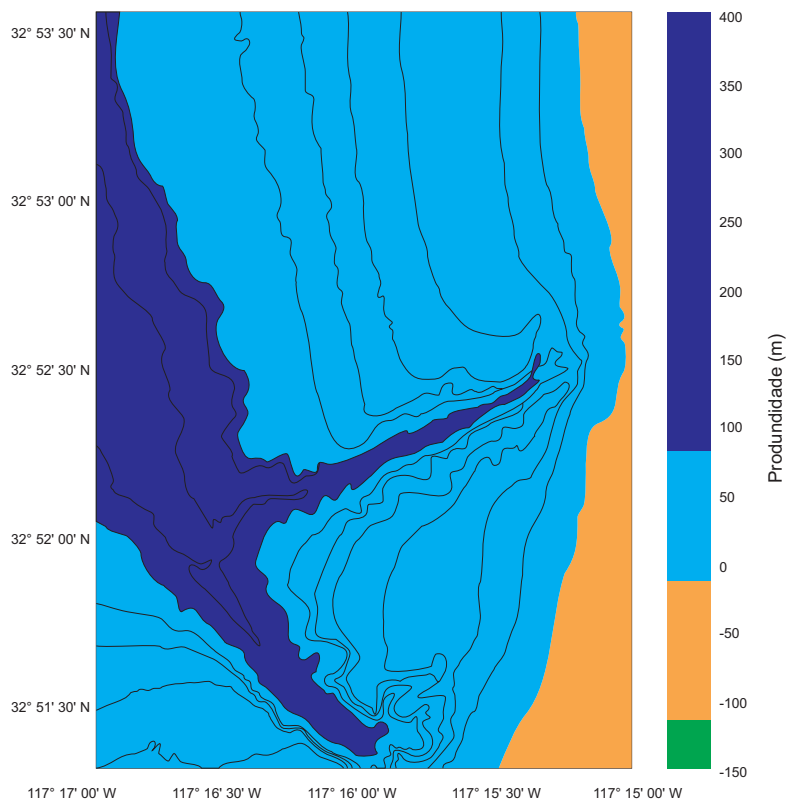 32° 53' 30' N
32° 53' 00' N
32° 52' 30' N
32° 52' 00' N
32° 51' 30' N
117° 17' 00' W
117° 16' 30' W
117° 16' 00' W
117° 15' 30' W
117° 15' 00' W
400
350
300
250
200
150
100
50
0
-50
-100
-150
Produndidade (m)